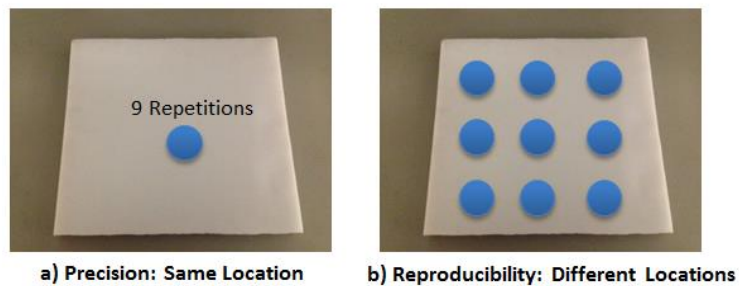 9 Repetitions
a) Precision: Same Location
b) Reproducibility: Different Locations